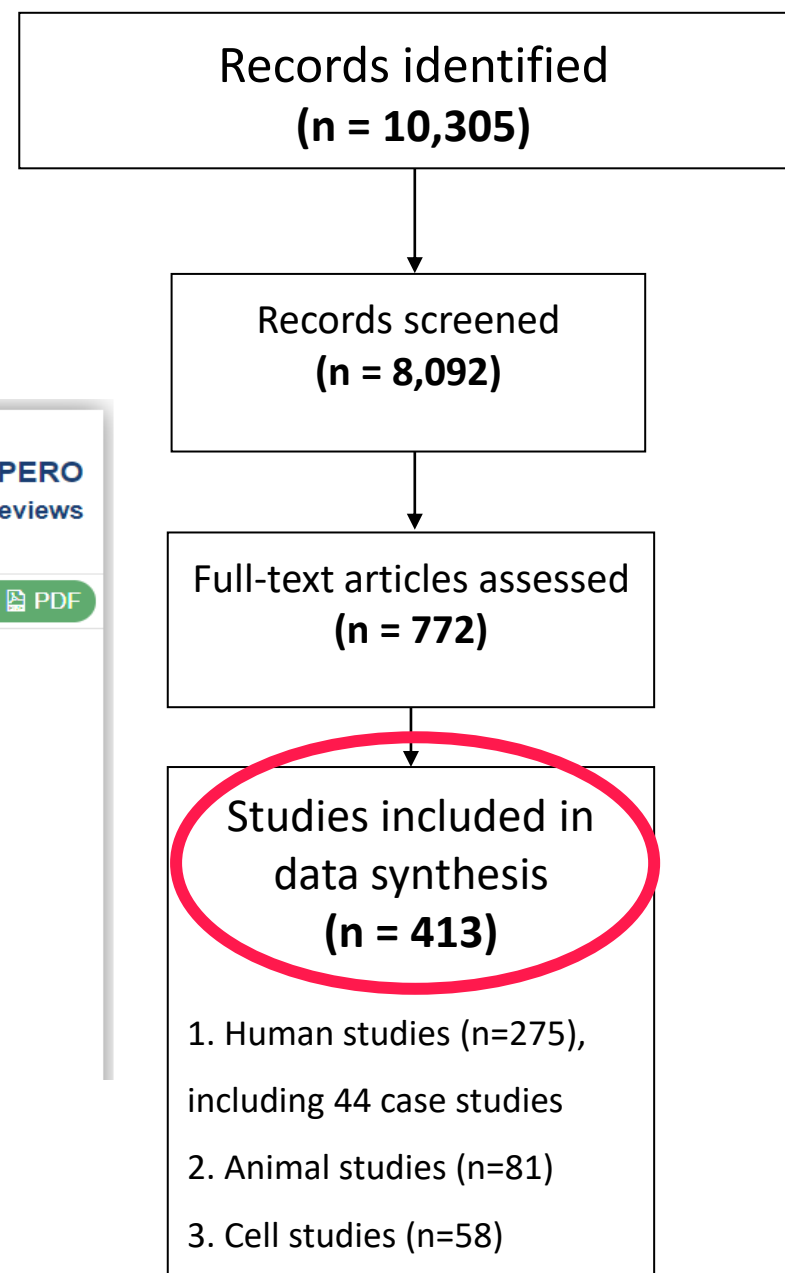 Records identified
(n = 10,305)
Records screened
(n = 8,092)
PERO
eviews
PDF
Full-text articles assessed
(n = 772)
Studies included in
data synthesis
(n = 413)
1. Human studies (n=275),
including 44 case studies
2. Animal studies (n=81)
3. Cell studies (n=58)